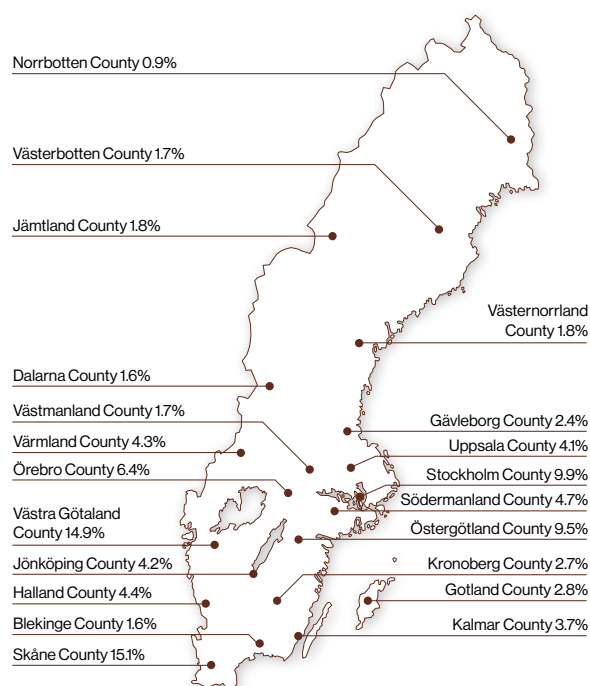 Norrbotten County 0.9%
Västerbotten County 1.7%
Jämtland County 1.8%
Västernorrland
County 1.8%
Dalarna County 1.6%
Västmanland County 1.7%
Värmland County 4.3%
Örebro County 6.4%
Västra Götaland
County 14.9%
Jönköping County 4.2%
Halland County 4.4%
Blekinge County 1.6%
Skåne County 15.1%
Gävleborg County 2.4%
Uppsala County 4.1%
Stockholm County 9.9%
Södermanland County 4.7%
Östergötland County 9.5%
Kronoberg County 2.7%
Gotland County 2.8%
Kalmar County 3.7%